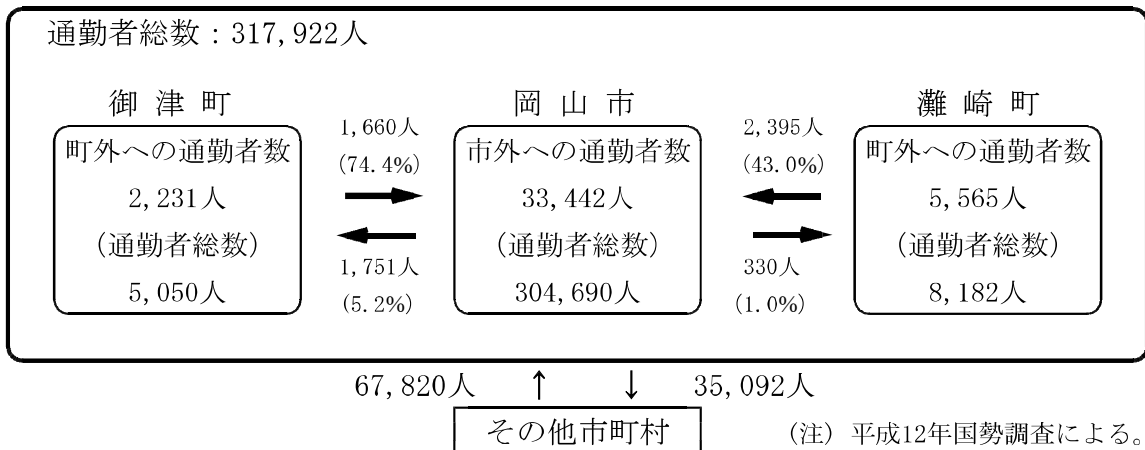 通勤者総数：317,922人
御津町
町外への通勤者数
2,231人
(通勤者総数)
5,050人
1,660人
(74.4%)
1,751人
(5.2%)
岡山市
市外への通勤者数
33,442人
(通勤者総数)
304,690人
2,395人
(43.0%)
330人
(1.0%)
灘崎町
町外への通勤者数
5,565人
(通勤者総数)
8,182人
67,820人 ↑ ↓ 35,092人
その他市町村
(注) 平成12年国勢調査による。